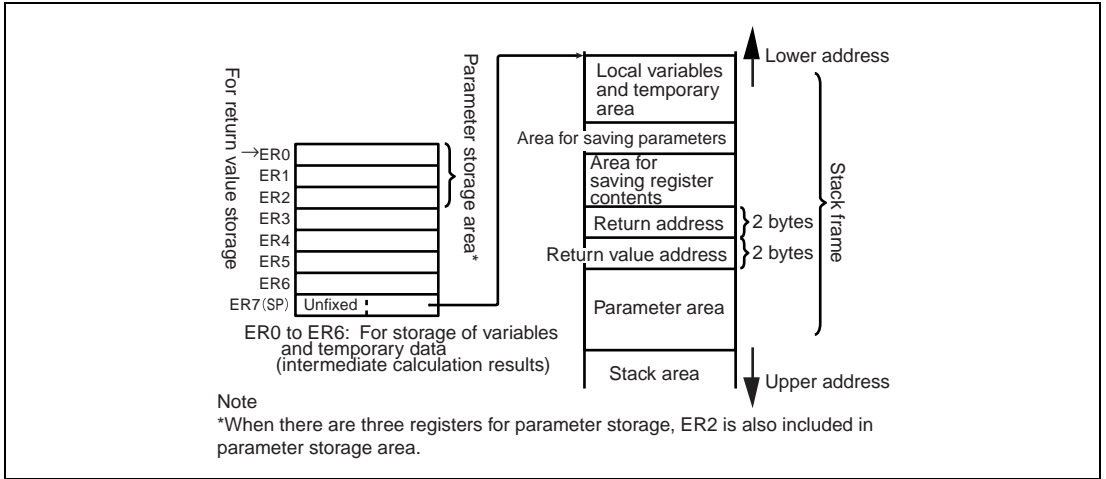 For return value storage
→ER0
ER1
ER2
ER3
ER4
ER5
ER6
ER7(SP)
Unfixed
Parameter storage area*
ER0 to ER6: For storage of variables
and temporary data
(intermediate calculation results)
Lower address
Local variables
and temporary
area
Area for saving parameters
Area for
saving register
contents
Return address
2 bytes
Return value address
2 bytes
Parameter area
Stack area
Stack frame
Upper address
Note
*When there are three registers for parameter storage, ER2 is also included in
parameter storage area.